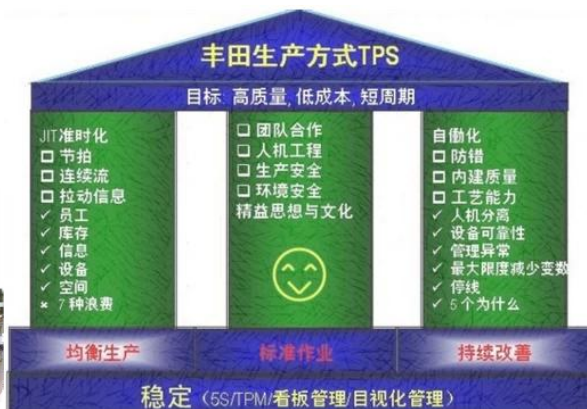 丰田生产方式TPS
目标: 高质量, 低成本, 短周期
JIT准时化
□ 节拍
□ 连续流
□ 拉动信息
✓ 员工
✓ 库存
✓ 信息
✓ 设备
✓ 空间
× 7 种浪费
□ 团队合作
□ 人机工程
□ 生产安全
□ 环境安全
精益思想与文化
自働化
□ 防错
□ 内建质量
□ 工艺能力
✓ 人机分离
✓ 设备可靠性
✓ 管理异常
✓ 最大限度减少变数
✓ 停线
✓ 5 个为什么
均衡生产
标准作业
持续改善
稳定（5S/TPM/看板管理/目视化管理）